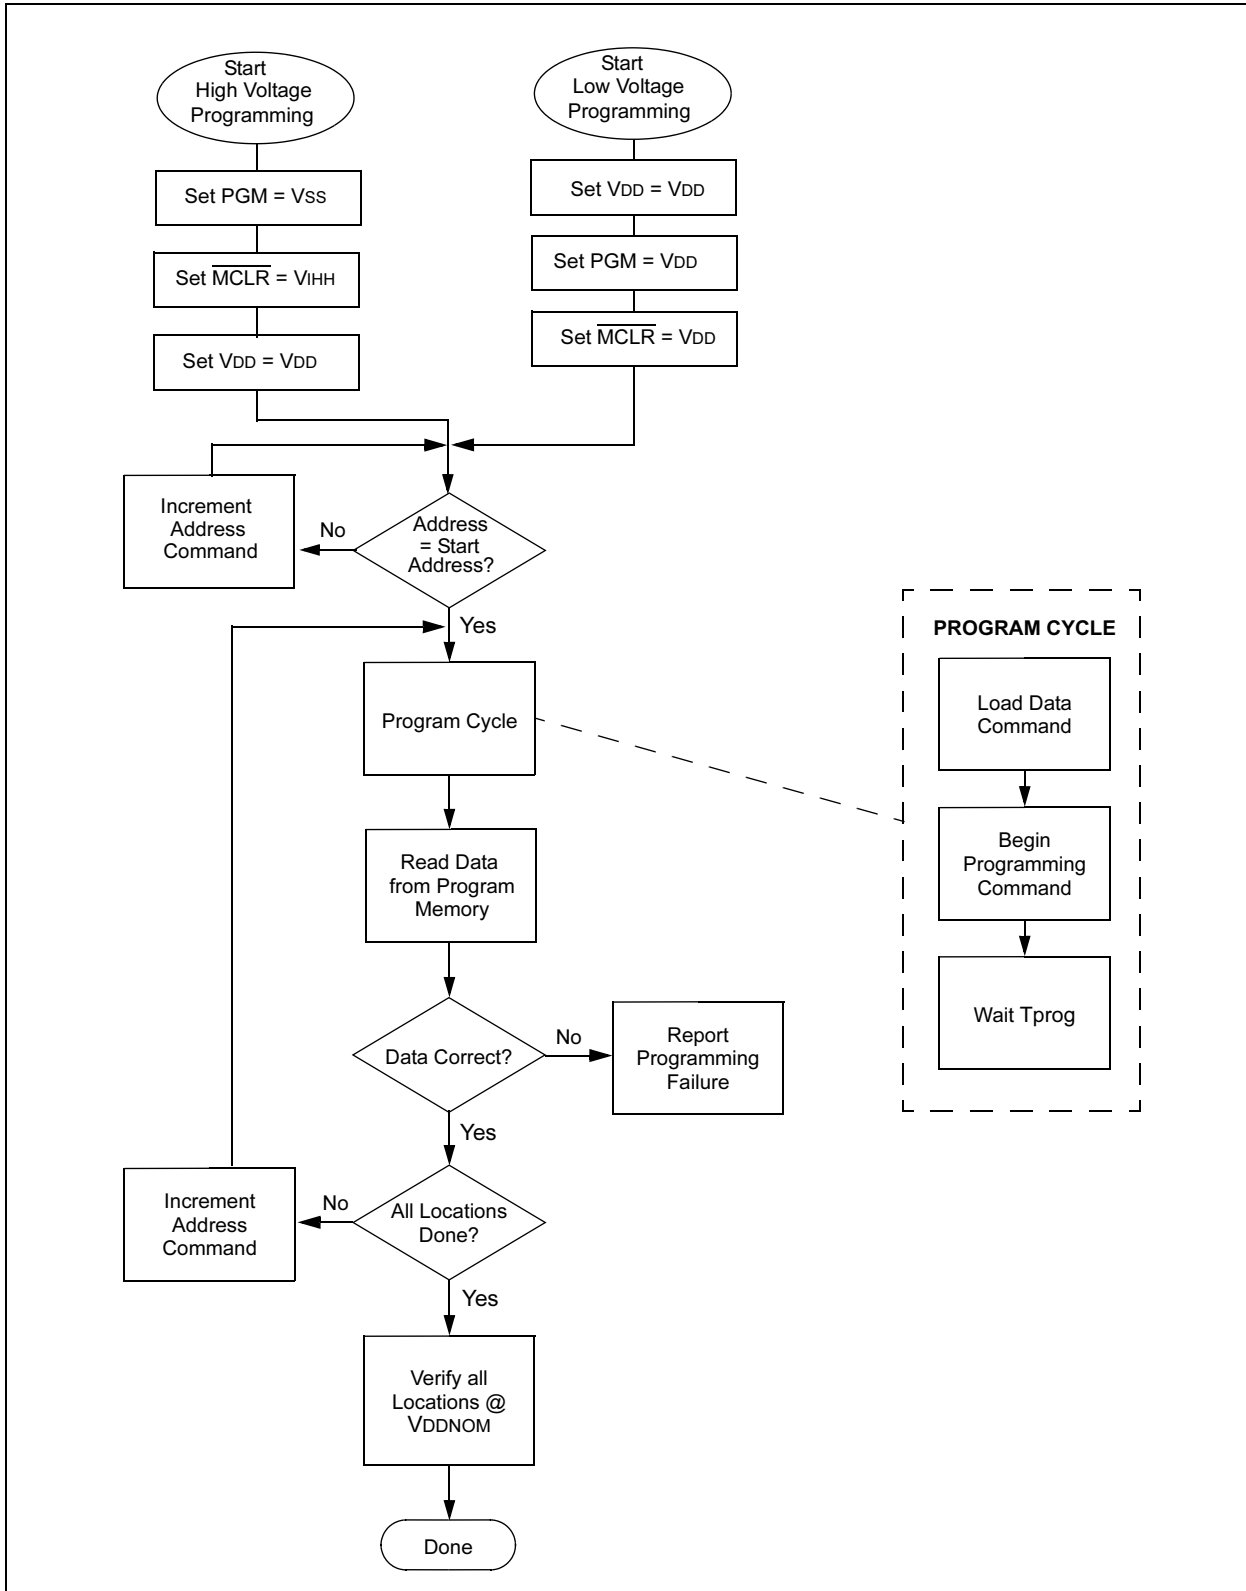 Start
High Voltage
Programming
Start
Low Voltage
Programming
Set PGM = VSS
Set VDD = VDD
Set MCLR = VIHH
Set PGM = VDD
Set VDD = VDD
Set MCLR = VDD
Increment
Address
Command
No
Address
= Start
Address?
Yes
PROGRAM CYCLE
Program Cycle
Load Data
Command
Read Data
from Program
Memory
Begin
Programming
Command
Wait Tprog
Data Correct?
No
Report
Programming
Failure
Yes
Increment
Address
Command
No
All Locations
Done?
Yes
Verify all
Locations @
VDDNOM
Done